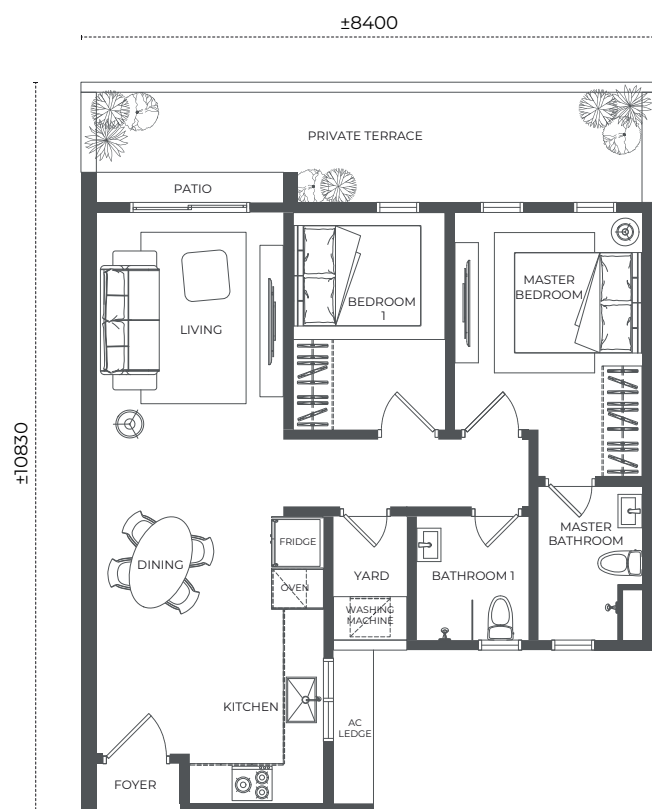 ±8400
PRIVATE TERRACE
PATIO
±10830
LIVING
BEDROOM
1
MASTER
BEDROOM
DINING
FRIDGE
OVEN
YARD
WASHING
MACHINE
BATHROOM 1
MASTER
BATHROOM
KITCHEN
AC
LEDGE
FOYER